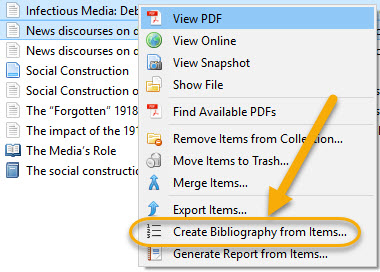 Infectious Media: Deb
News discourses on d
News discourses on d
Social Construction
Social Construction o
The “Forgotten” 1918
The impact of the 191
The Media's Role
The social constructio
View PDF
View Online
View Snapshot
Show File
Find Available PDFs
Remove Items from Collection...
Move Items to Trash...
Merge Items...
Export Items...
Create Bibliography from Items...
Generate Report from Items...